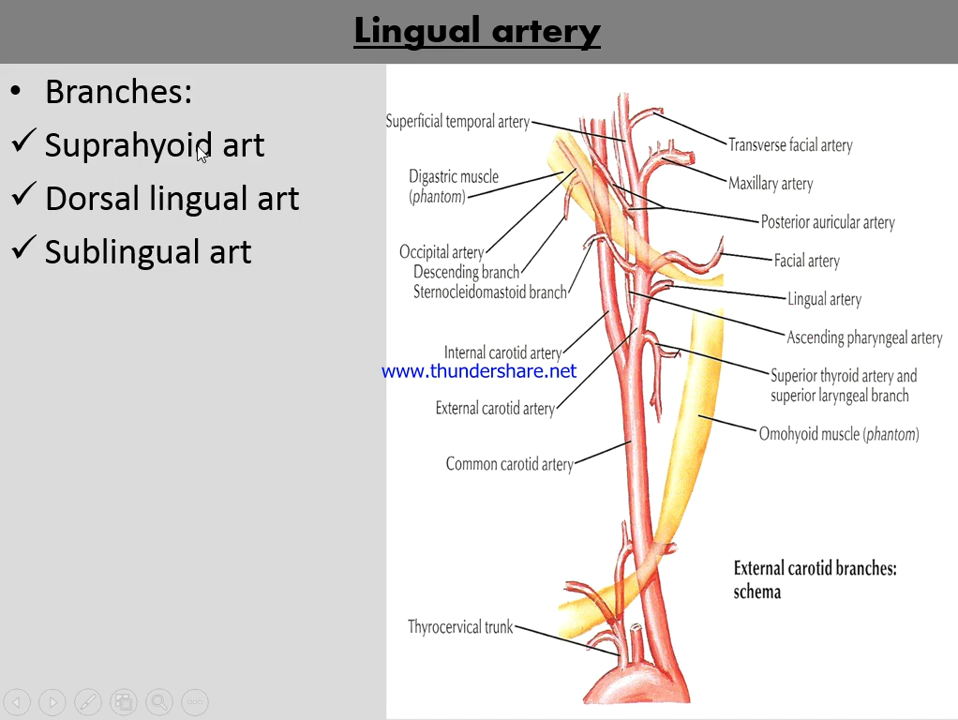 Lingual artery
• Branches:
✓ Suprahyoid art
✓ Dorsal lingual art
✓ Sublingual art
Superficial temporal artery
Digastric muscle
(phantom)
Occipital artery
Descending branch
Sternocleidomastoid branch
Internal carotid artery
www.thundershare.net
External carotid artery
Common carotid artery
Thyrocervical trunk
Transverse facial artery
Maxillary artery
Posterior auricular artery
Facial artery
Lingual artery
Ascending pharyngeal artery
Superior thyroid artery and
superior laryngeal branch
Omohyoid muscle (phantom)
External carotid branches:
schema